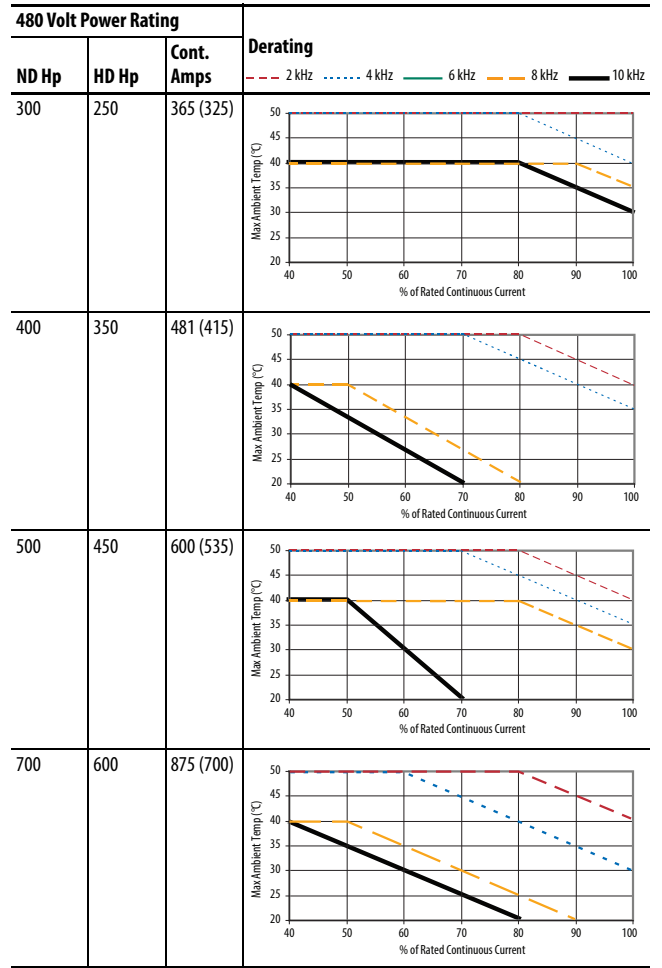 480 Volt Power Rating
ND Hp HD Hp Cont. Amps Derating
2 kHz 4 kHz 6 kHz 8 kHz 10 kHz
300 250 365 (325)
Max Ambient Temp (°C)
50
45
40
35
30
25
20
40 50 60 70 80 90 100
% of Rated Continuous Current
400 350 481 (415)
Max Ambient Temp (°C)
50
45
40
35
30
25
20
40 50 60 70 80 90 100
% of Rated Continuous Current
500 450 600 (535)
Max Ambient Temp (°C)
50
45
40
35
30
25
20
40 50 60 70 80 90 100
% of Rated Continuous Current
700 600 875 (700)
Max Ambient Temp (°C)
50
45
40
35
30
25
20
40 50 60 70 80 90 100
% of Rated Continuous Current